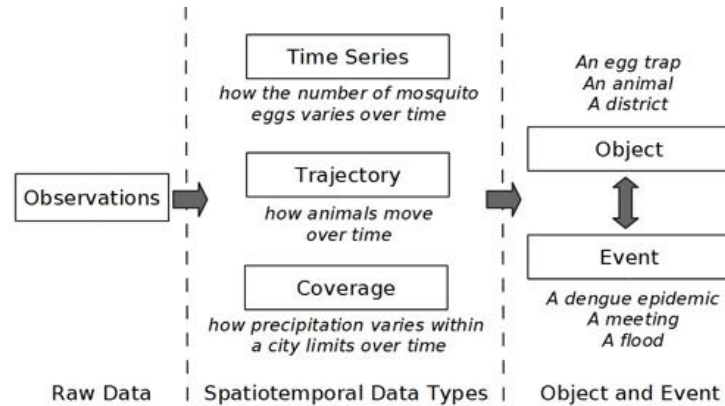 Observations
Raw Data
Time Series
how the number of mosquito
eggs varies over time
Trajectory
how animals move
over time
Coverage
how precipitation varies within
a city limits over time
Spatiotemporal Data Types
An egg trap
An animal
A district
Object
Event
A dengue epidemic
A meeting
A flood
Object and Event